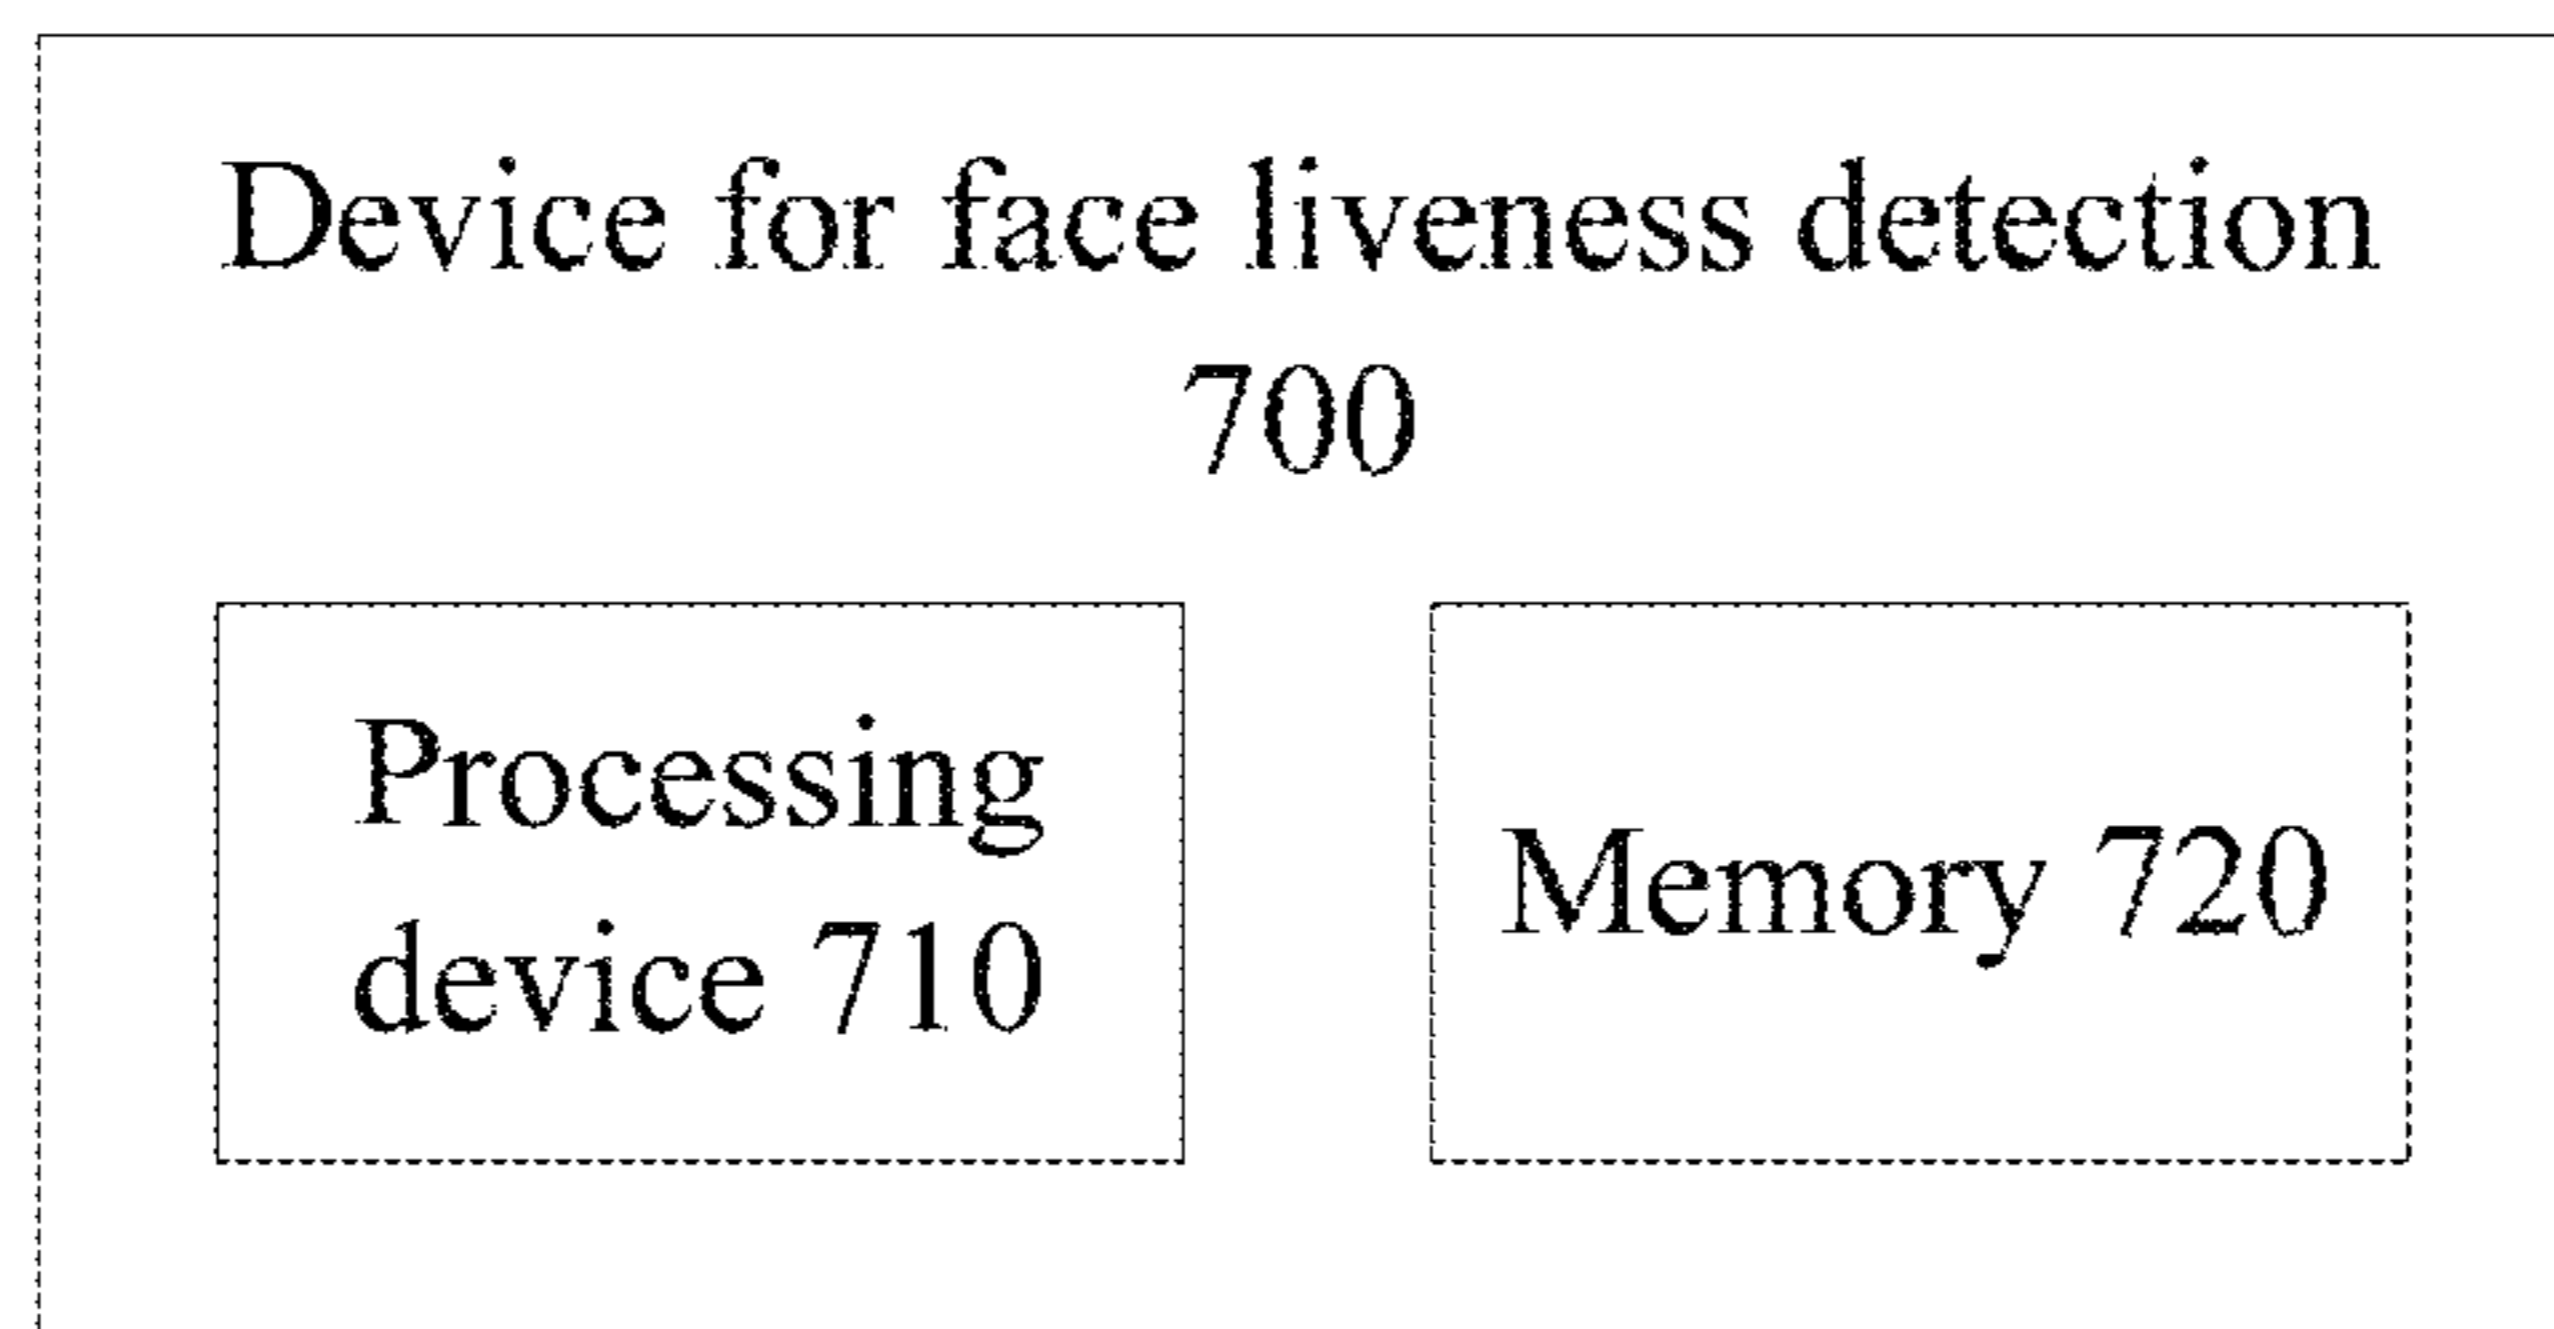 Device for face liveness detection
700
Processing
device 710
Memory 720